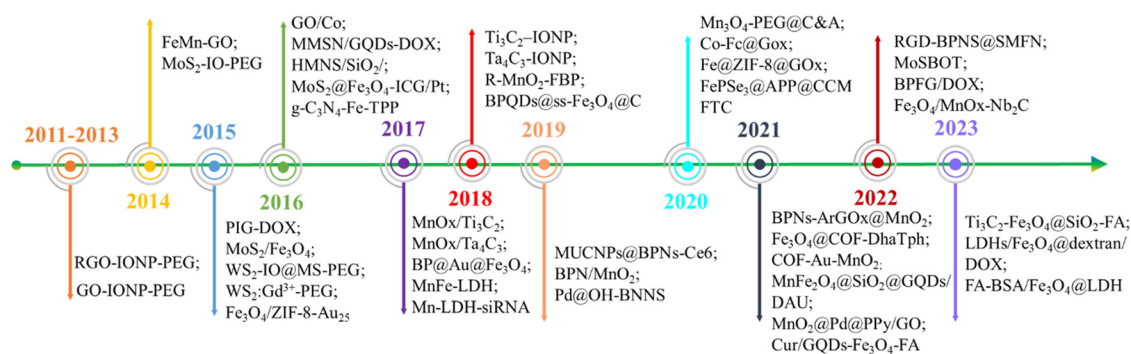 2011-2013
RGO-IONP-PEG;
GO-IONP-PEG
FeMn-GO;
MoS₂-IO-PEG
2014
2015
PIG-DOX;
MoS₂/Fe₃O₄,
WS₂-IO@MS-PEG;
WS₂:Gd³⁺-PEG;
Fe₃O₄/ZIF-8-Au₂₅
GO/Co;
MMSN/GQDs-DOX;
HMNS/SiO₂/;
MoS₂@Fe₃O₄-ICG/Pt;
g-C₃N₄-Fe-TPP
2016
2017
MnOx/Ti₃C₂;
MnOx/Ta₄C₃;
BP@Au@Fe₃O₄;
MnFe-LDH;
Mn-LDH-siRNA
Ti₃C₂–IONP;
Ta₄C₃-IONP;
R-MnO₂-FBP;
BPQDs@ss-Fe₃O₄@C
2018
2019
MUCNPs@BPNs-Ce6;
BPN/MnO₂;
Pd@OH-BNNS
Mn₃O₄-PEG@C&A;
Co-Fc@Gox;
Fe@ZIF-8@GOx;
FePSe₃@APP@CCM
FTC
2020
2021
BPNs-ArGOx@MnO₂;
Fe₃O₄@COF-DhaTph;
COF-Au-MnO₂;
MnFe₂O₄@SiO₂@GQDs/
DAU;
MnO₂@Pd@PPy/GO;
Cur/GQDs-Fe₃O₄-FA
RGD-BPNS@SMFN;
MoSBOT;
BPFG/DOX;
Fe₃O₄/MnOx-Nb₂C
2022
2023
Ti₃C₂-Fe₃O₄@SiO₂-FA;
LDHs/Fe₃O₄@dextran/
DOX;
FA-BSA/Fe₃O₄@LDH